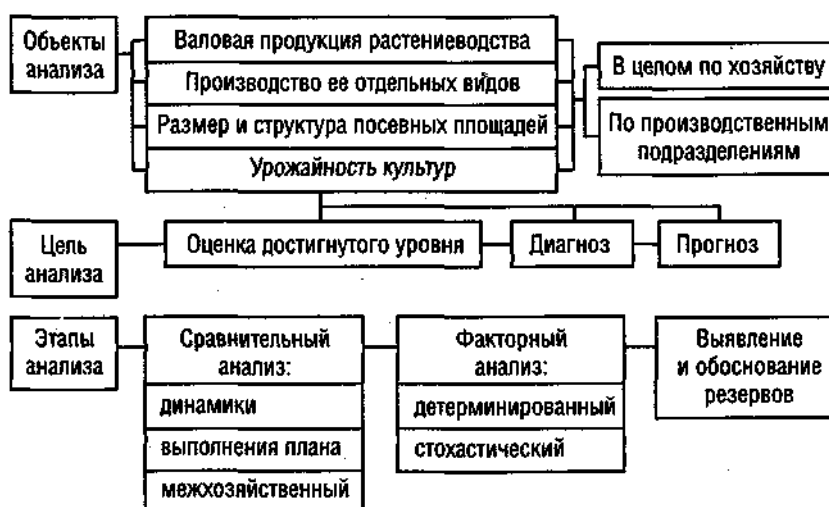 Объекты
анализа
Валовая продукция растениеводства
Производство ее отдельных видов
Размер и структура посевных площадей
Урожайность культур
В целом по хозяйству
По производственным
подразделениям
Цель
анализа
Оценка достигнутого уровня
Диагноз
Прогноз
Этапы
анализа
Сравнительный
анализ:
динамики
выполнения плана
межхозяйственный
Факторный
анализ:
детерминированный
стохастический
Выявление
и обоснование
резервов